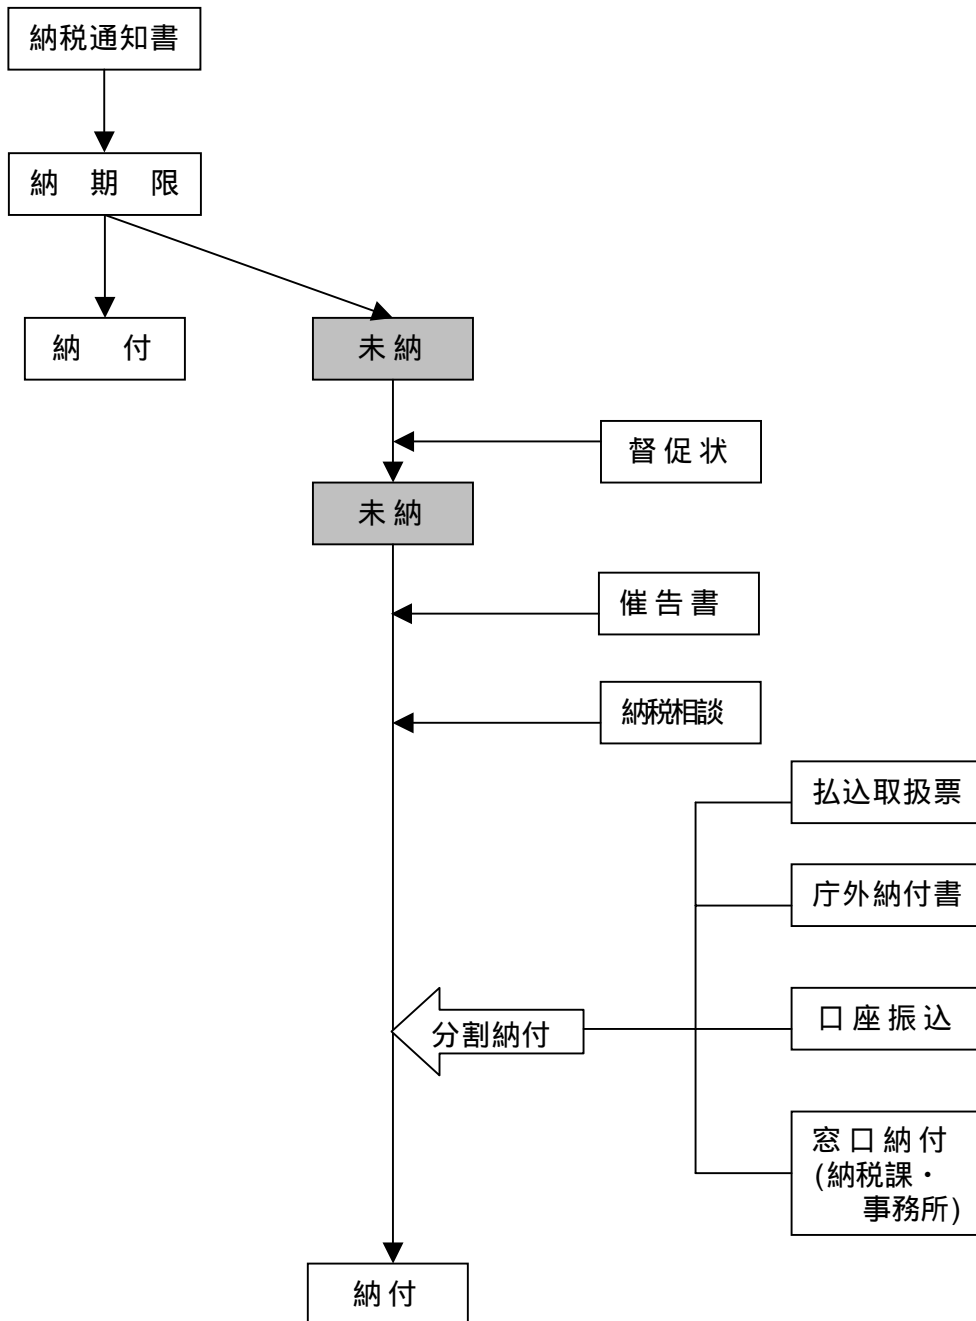 納税通知書
納期限
納付
未納
督促状
未納
催告書
納税相談
払込取扱票
庁外納付書
分割納付
口座振込
窓口納付
(納税課・
事務所)
納付